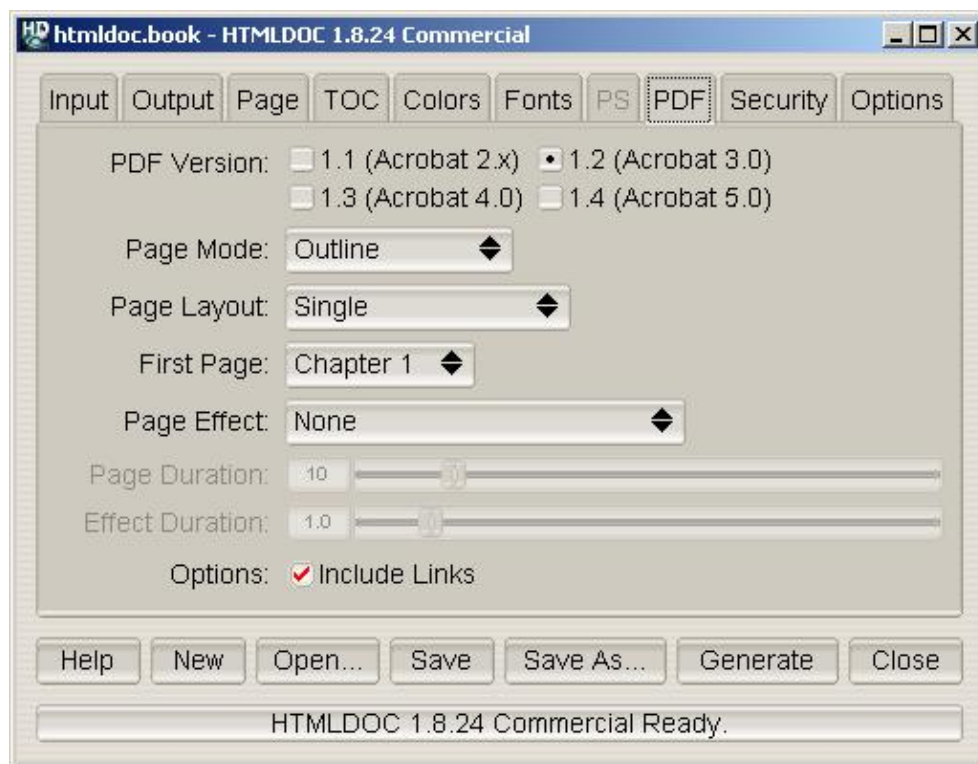 HD htmldoc.book - HTMLDOC 1.8.24 Commercial
Input Output Page TOC Colors Fonts PS PDF Security Options
PDF Version: 1.1 (Acrobat 2.x) 1.2 (Acrobat 3.0)
1.3 (Acrobat 4.0) 1.4 (Acrobat 5.0)
Page Mode: Outline
Page Layout: Single
First Page: Chapter 1
Page Effect: None
Page Duration: 10
Effect Duration: 1.0
Options: Include Links
Help New Open... Save Save As... Generate Close
HTMLDOC 1.8.24 Commercial Ready.